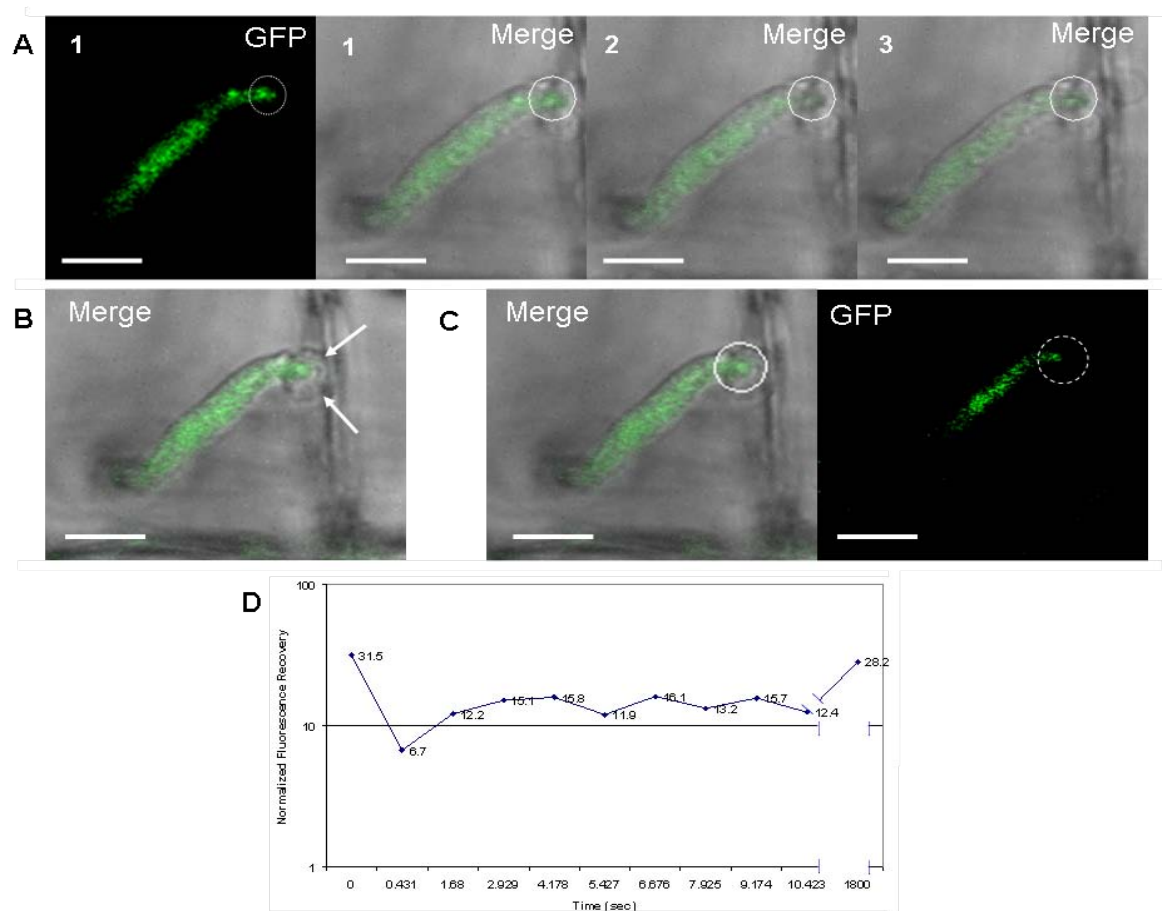 A
1
GFP
1
Merge
2
Merge
3
Merge
B
Merge
C
Merge
GFP
D
Normalized Fluorescence Recovery
100
10
1
31.5
6.7
12.2
15.1
15.8
11.9
16.1
13.2
15.7
12.4
28.2
0 0.431 1.68 2.929 4.178 5.427 6.676 7.925 9.174 10.423 1800
Time (sec)